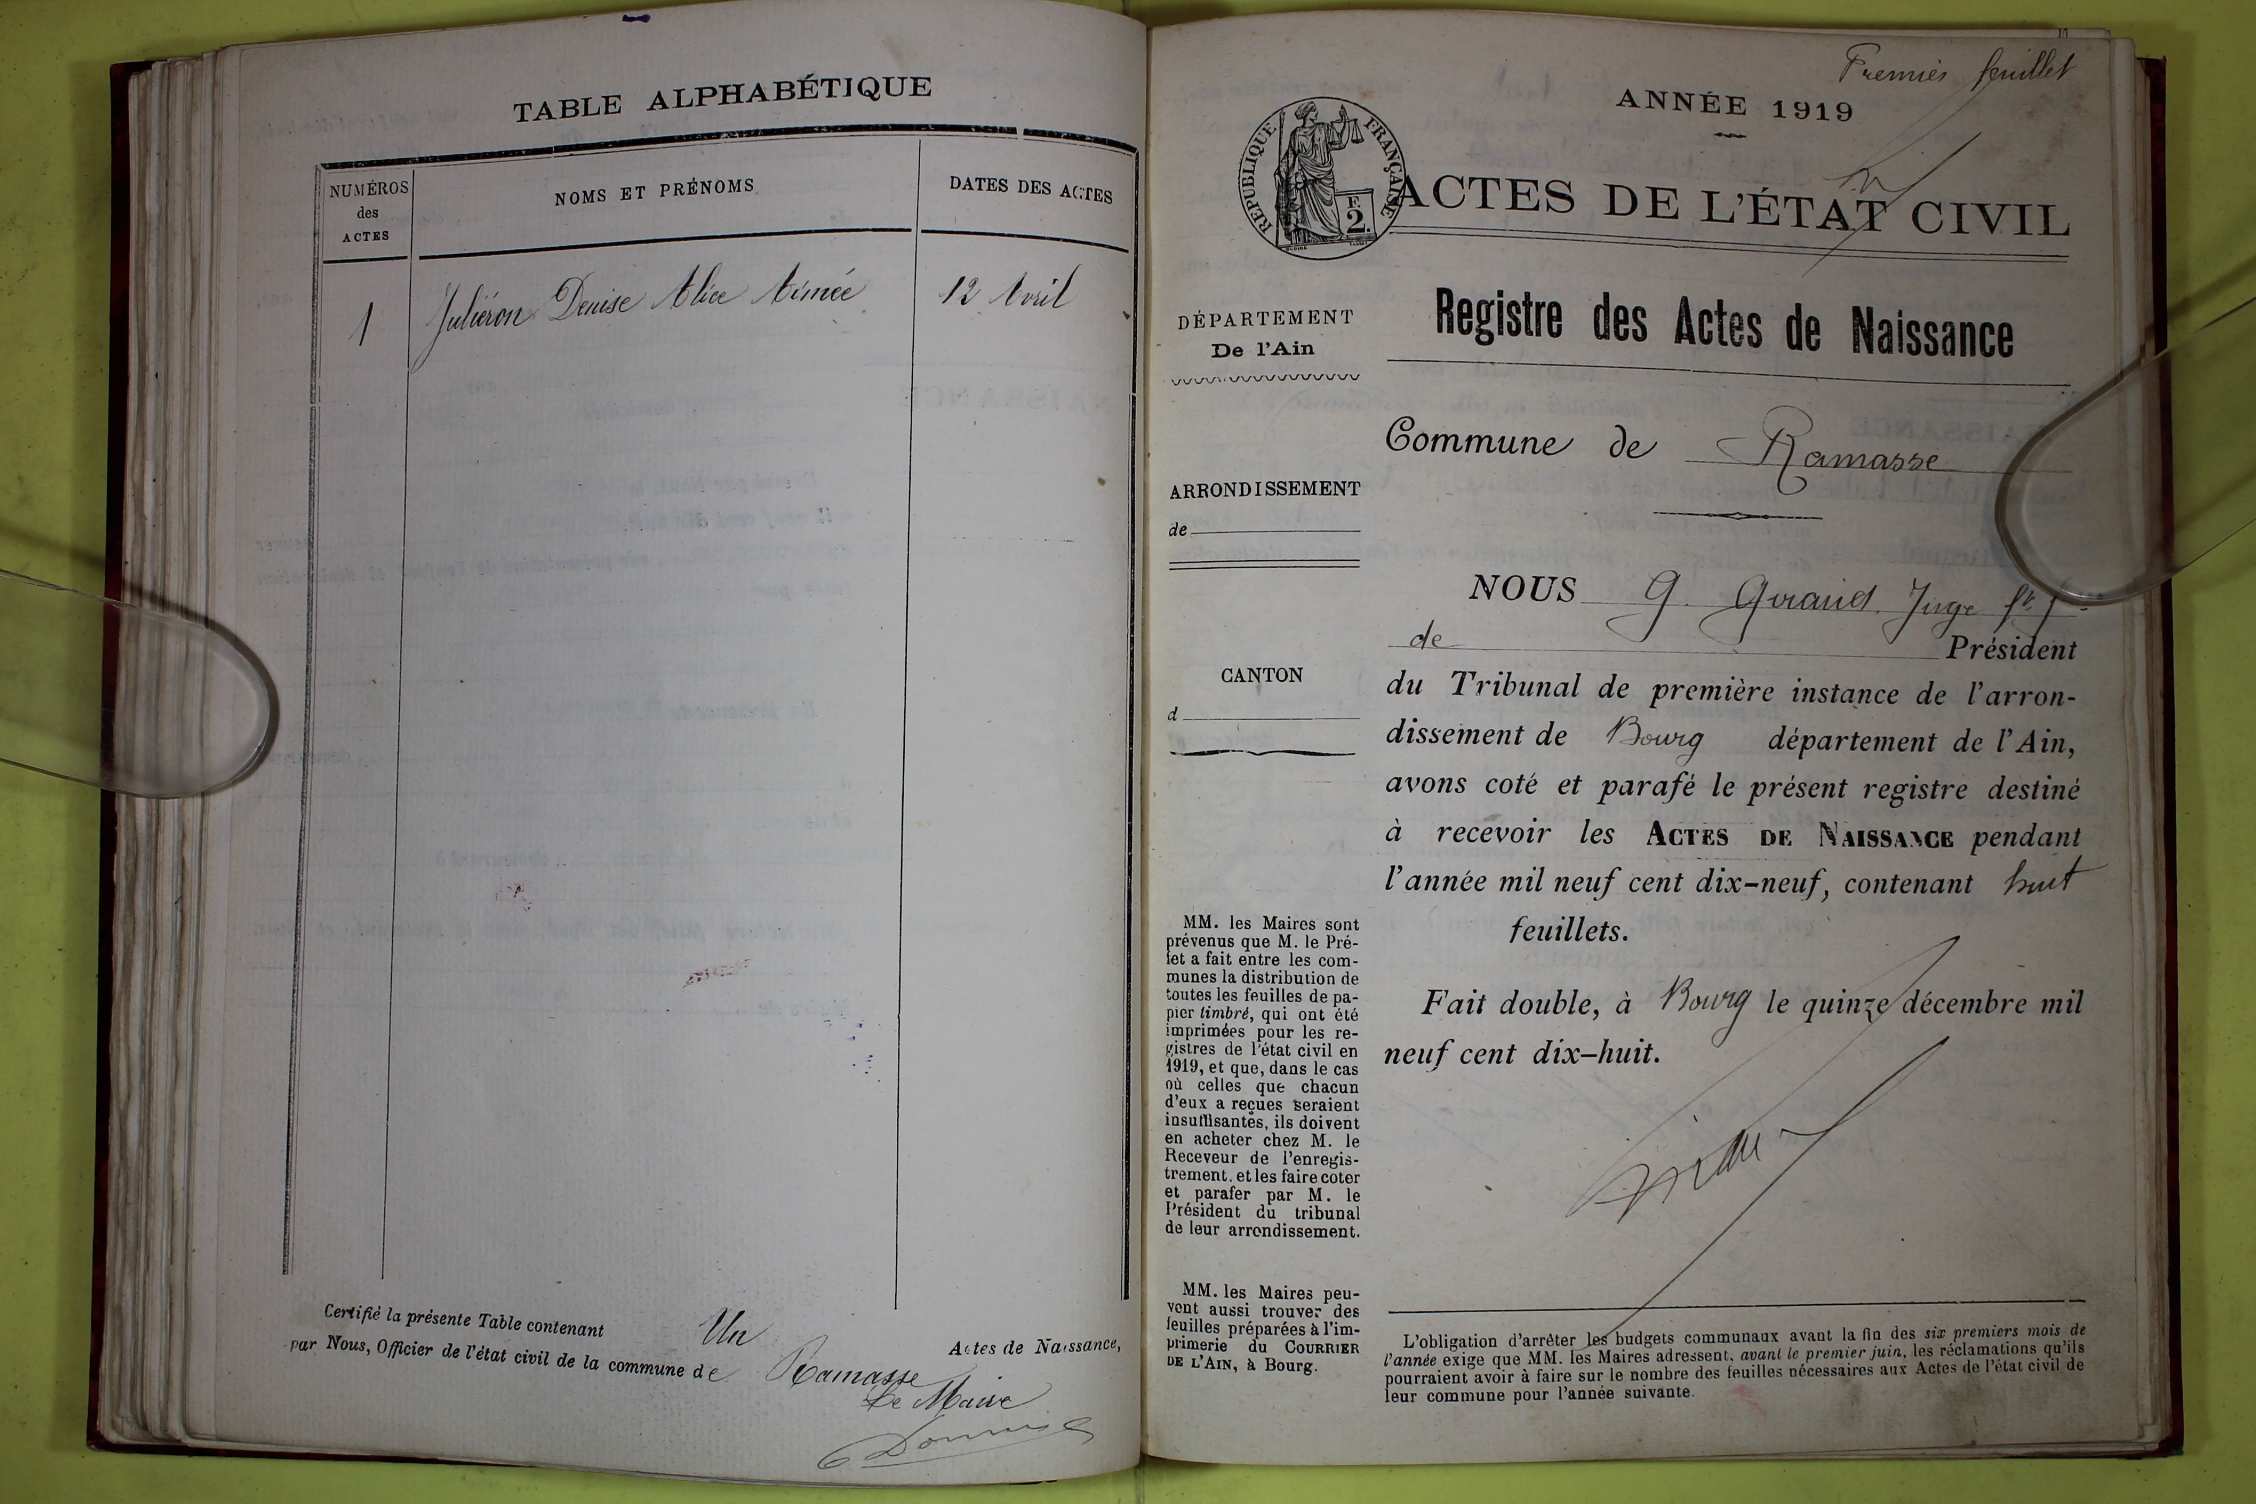 TABLE ALPHABÉTIQUE
NUMÉROS
des
ACTES
NOMS ET PRÉNOMS
DATES DES ACTES
1
Juliéron Denise Alice Aimée
12 Avril
Certifié la présente Table contenant Un Actes de Naissance,
par Nous, Officier de l'état civil de la commune de Ramasse
Le Maire
Premier feuillet
ANNÉE 1919
RÉPUBLIQUE FRANÇAISE
F.
2.
ACTES DE L'ÉTAT CIVIL
Registre des Actes de Naissance
DÉPARTEMENT
De l'Ain
ARRONDISSEMENT
de
CANTON
d
MM. les Maires sont
prévenus que M. le Pré-
fet a fait entre les com-
munes la distribution de
toutes les feuilles de pa-
pier timbré, qui ont été
imprimées pour les re-
gistres de l'état civil en
1919, et que, dans le cas
où celles que chacun
d'eux a reçues seraient
insuffisantes, ils doivent
en acheter chez M. le
Receveur de l'enregis-
trement, et les faire coter
et parafer par M. le
Président du tribunal
de leur arrondissement.
MM. les Maires peu-
vent aussi trouver des
feuilles préparées à l'im-
primerie du COURRIER
DE L'AIN, à Bourg.
Commune de Ramasse
NOUS G. Giraud. Juge
de Président
du Tribunal de première instance de l'arron-
dissement de Bourg département de l'Ain,
avons coté et parafé le présent registre destiné
à recevoir les ACTES DE NAISSANCE pendant
l'année mil neuf cent dix-neuf, contenant huit
feuillets.
Fait double, à Bourg le quinze décembre mil
neuf cent dix-huit.
L'obligation d'arrêter les budgets communaux avant la fin des six premiers mois de
l'année exige que MM. les Maires adressent, avant le premier juin, les réclamations qu'ils
pourraient avoir à faire sur le nombre des feuilles nécessaires aux Actes de l'état civil de
leur commune pour l'année suivante.